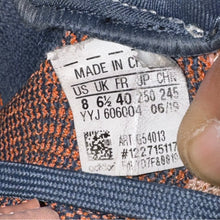 MADE IN
US UK FR JP CHN
8 6½ 40 250 245
YYJ 606004 06/19
ART G54013
#122715117